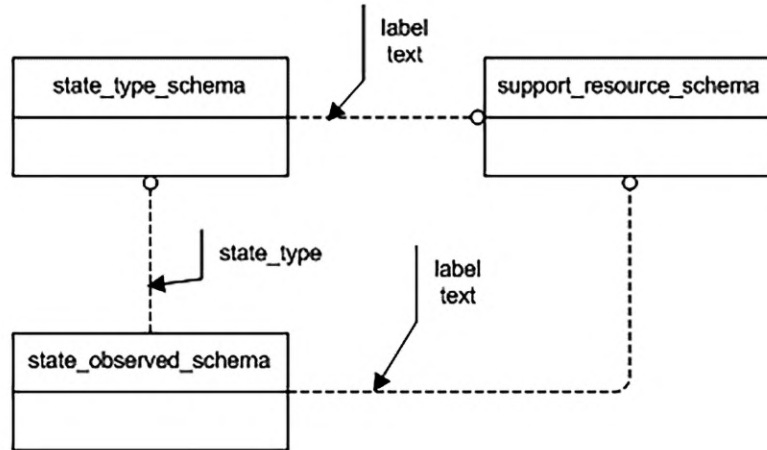 label
text
state_type_schema
support_resource_schema
state_type
label
text
state_observed_schema